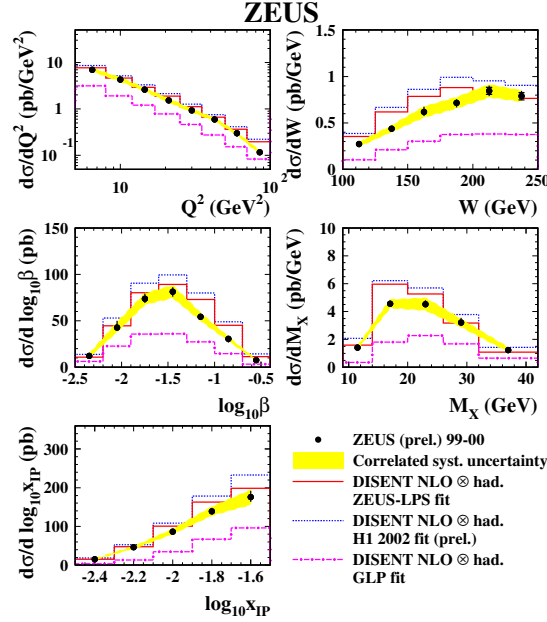 ZEUS
dσ/dQ² (pb/GeV²)
10
1
10⁻¹
10
10²
Q² (GeV²)
dσ/dW (pb/GeV)
1.5
1
0.5
0
100
150
200
250
W (GeV)
dσ/d log₁₀β (pb)
150
100
50
0
-2.5
-2
-1.5
-1
-0.5
log₁₀β
dσ/dM_X (pb/GeV)
10
8
6
4
2
0
10
20
30
40
M_X (GeV)
dσ/d log₁₀x_IP (pb)
300
200
100
0
-2.4
-2.2
-2
-1.8
-1.6
log₁₀x_IP
ZEUS (prel.) 99-00
Correlated syst. uncertainty
DISENT NLO ⊗ had.
ZEUS-LPS fit
DISENT NLO ⊗ had.
H1 2002 fit (prel.)
DISENT NLO ⊗ had.
GLP fit